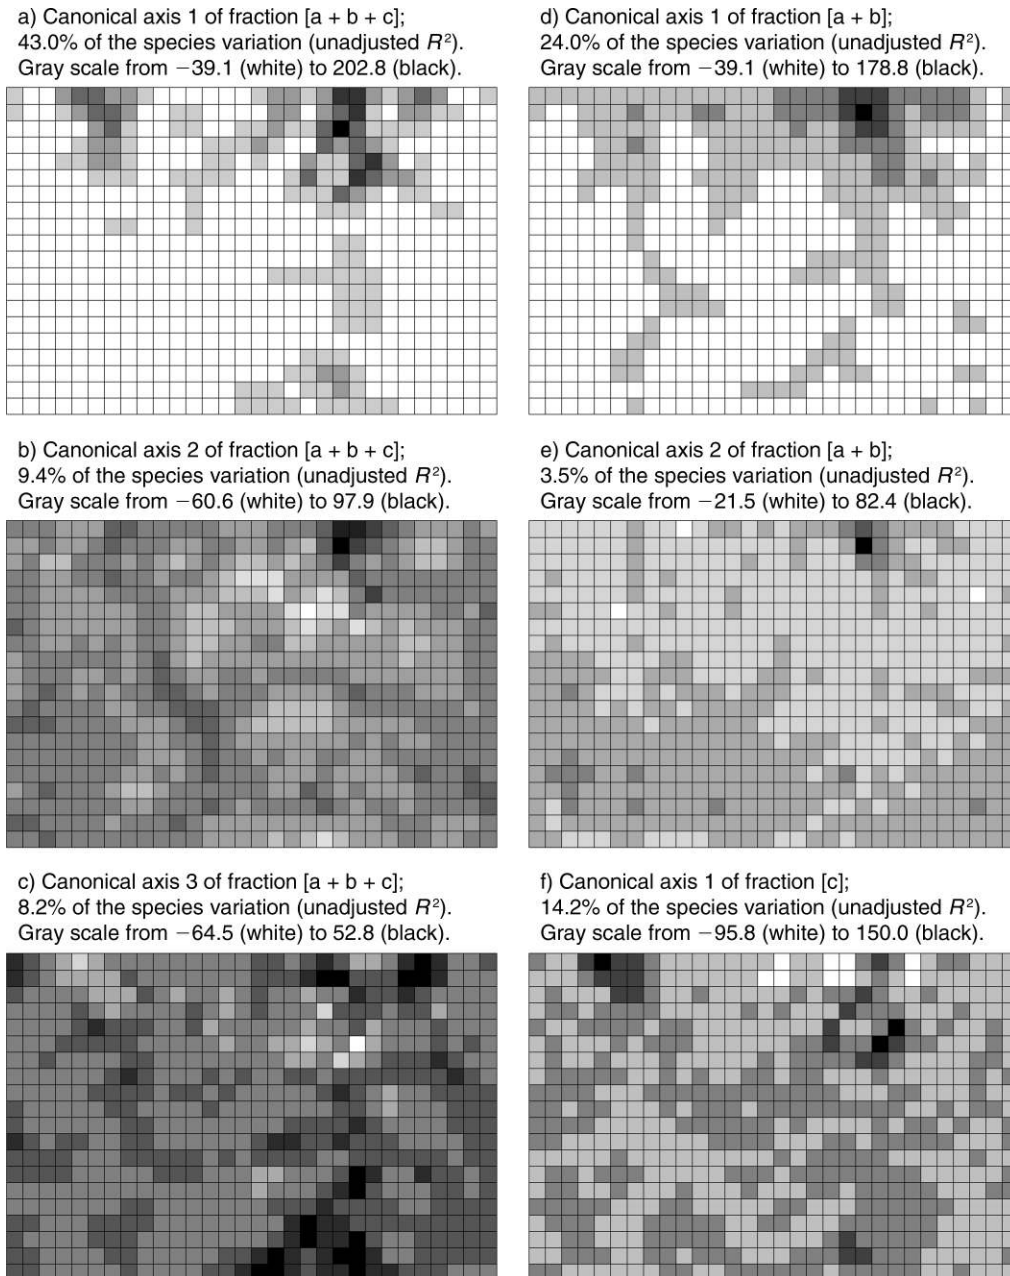 a) Canonical axis 1 of fraction [a + b + c];
43.0% of the species variation (unadjusted R²).
Gray scale from −39.1 (white) to 202.8 (black).
b) Canonical axis 2 of fraction [a + b + c];
9.4% of the species variation (unadjusted R²).
Gray scale from −60.6 (white) to 97.9 (black).
c) Canonical axis 3 of fraction [a + b + c];
8.2% of the species variation (unadjusted R²).
Gray scale from −64.5 (white) to 52.8 (black).
d) Canonical axis 1 of fraction [a + b];
24.0% of the species variation (unadjusted R²).
Gray scale from −39.1 (white) to 178.8 (black).
e) Canonical axis 2 of fraction [a + b];
3.5% of the species variation (unadjusted R²).
Gray scale from −21.5 (white) to 82.4 (black).
f) Canonical axis 1 of fraction [c];
14.2% of the species variation (unadjusted R²).
Gray scale from −95.8 (white) to 150.0 (black).